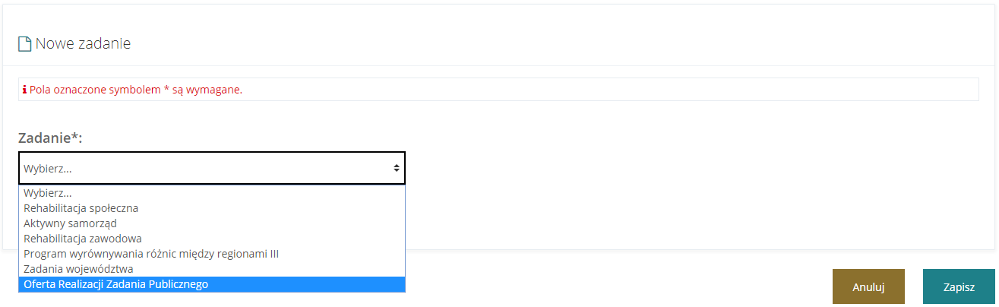 Nowe zadanie
Pola oznaczone symbolem * są wymagane.
Zadanie*:
Wybierz...
Wybierz...
Rehabilitacja społeczna
Aktywny samorząd
Rehabilitacja zawodowa
Program wyrównywania różnic między regionami III
Zadania województwa
Oferta Realizacji Zadania Publicznego
Anuluj Zapisz